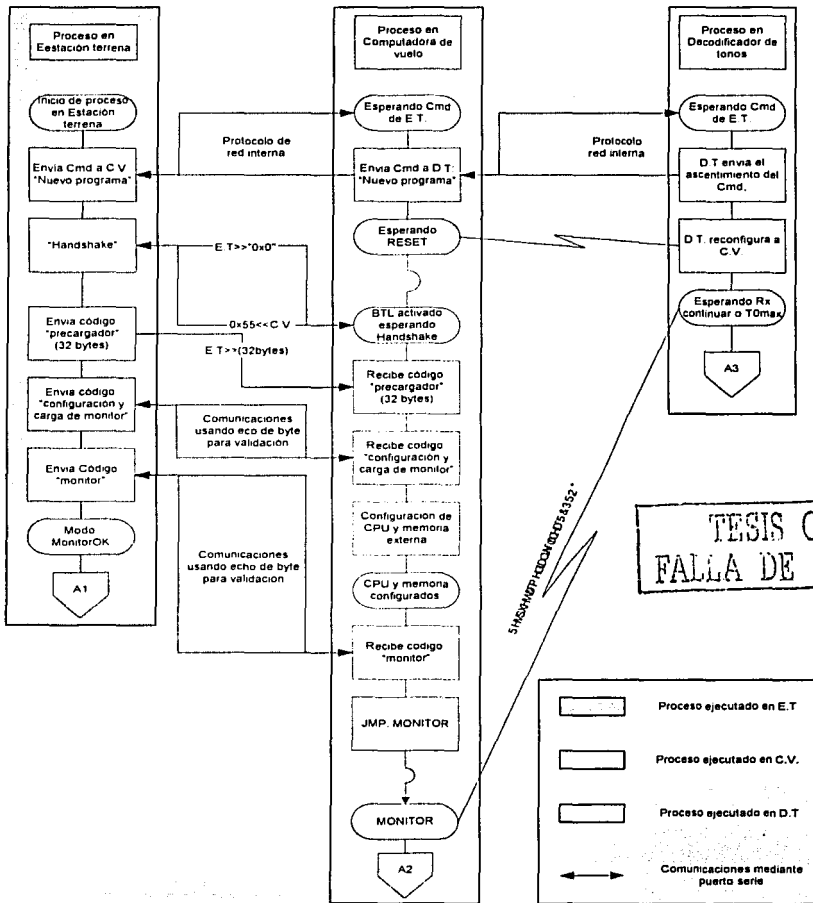 Proceso en
Eestación terrena
Inicio de proceso
en Estación
terrena
Envia Cmd a C.V.
"Nuevo programa"
"Handshake"
Envia código
"precargador"
(32 bytes)
Envia código
"configuración y
carga de monitor"
Envia Código
"monitor"
Modo
MonitorOK
A1
Protocolo de
red interna
E.T>>"0x0"
0x55<<C.V
E.T>>(32bytes)
Comunicaciones
usando eco de byte
para validación
Comunicaciones
usando echo de byte
para validación
Proceso en
Computadora de
vuelo
Esperando Cmd
de E.T.
Envia Cmd a D.T:
"Nuevo programa"
Esperando
RESET
BTL activado
esperando
Handshake
Recibe código
"precargador"
(32 bytes)
Recibe codigo
"configuración y
carga de monitor"
Configuración de
CPU y memoria
externa
CPU y memoria
configurados
Recibe codigo
"monitor"
JMP. MONITOR
MONITOR
A2
Protocolo
red interna
Proceso en
Decodificador de
tonos
Esperando Cmd
de E.T.
D.T envia el
ascentimiento del
Cmd.
D.T. reconfigura a
C.V.
Esperando Rx
continuar o T0max
A3
TESIS C
FALLA DE
Proceso ejecutado en E.T
Proceso ejecutado en C.V.
Proceso ejecutado en D.T
Comunicaciones mediante
puerto serie